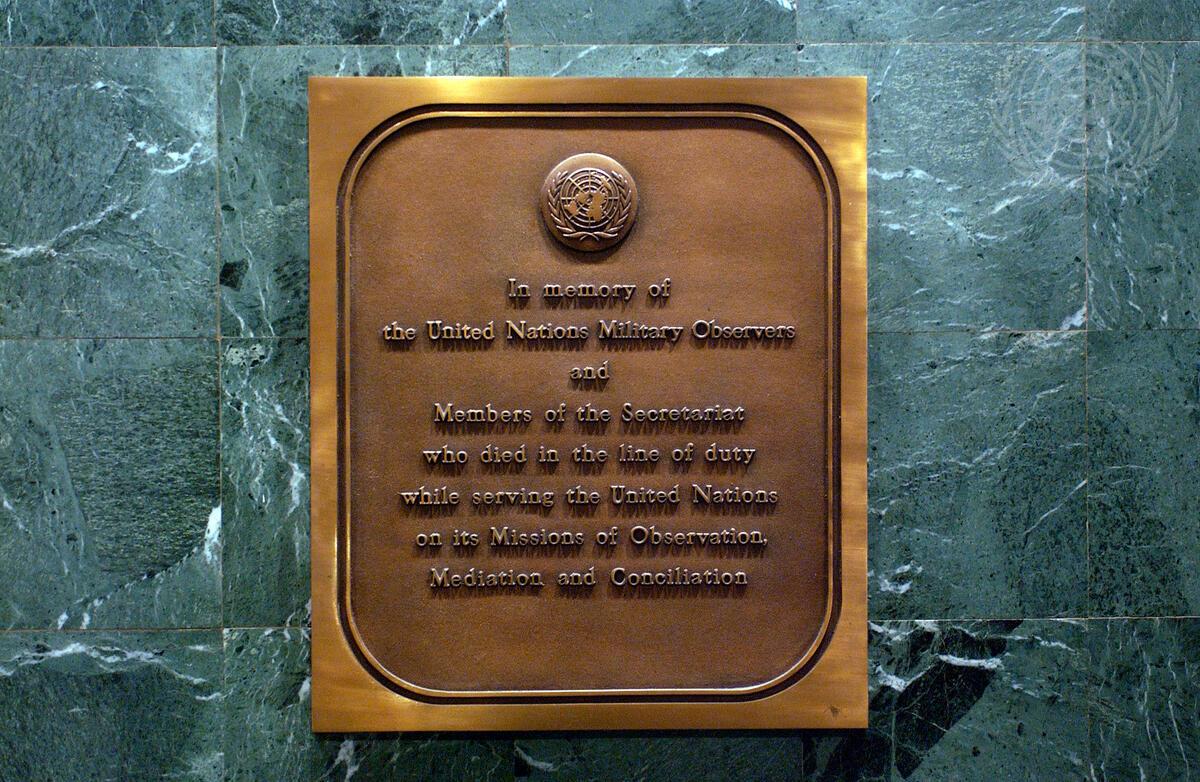 In memory of
the United Nations Military Observers
and
Members of the Secretariat
who died in the line of duty
while serving the United Nations
on its Missions of Observation,
Mediation and Conciliation